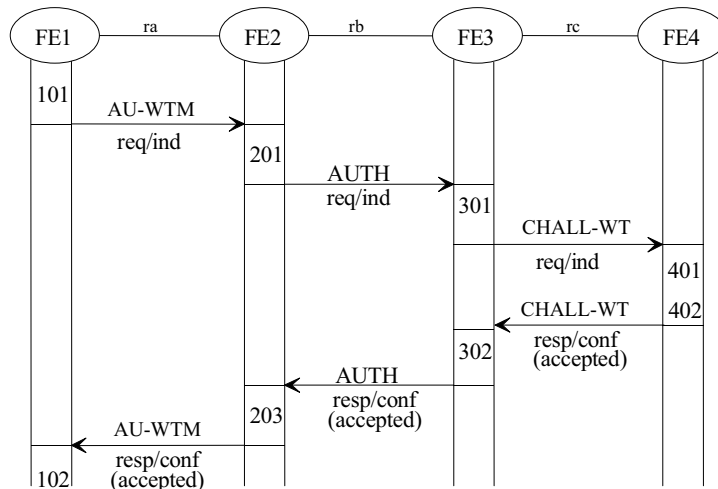 FE1 ra FE2 rb FE3 rc FE4
101
AU-WTM
req/ind
201
AUTH
req/ind
301
CHALL-WT
req/ind
401
CHALL-WT
402
resp/conf
(accepted)
302
AUTH
resp/conf
(accepted)
203
AU-WTM
resp/conf
(accepted)
102